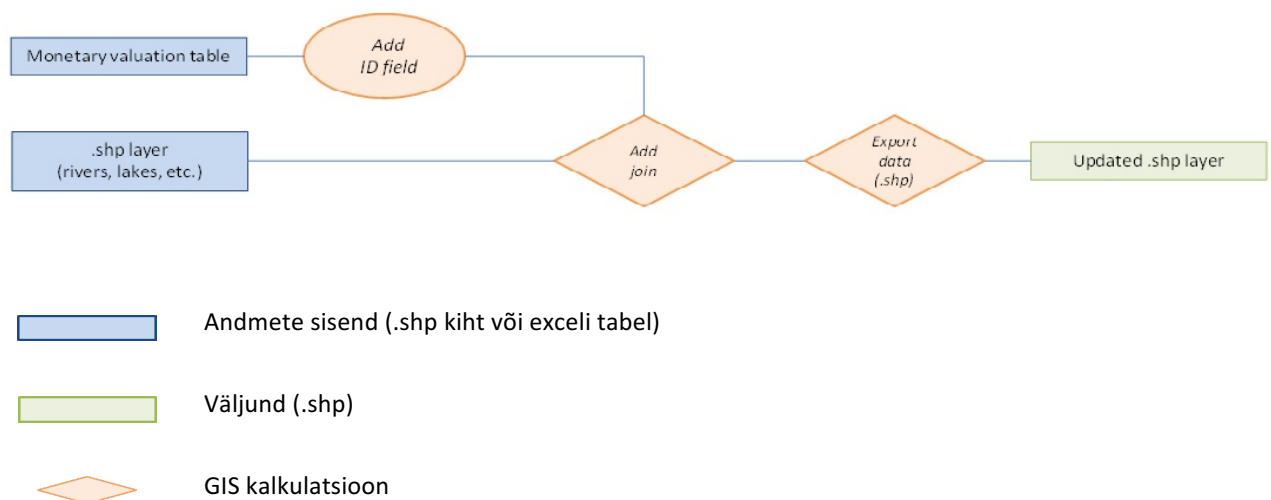 Add
ID field
Monetary valuation table
.shp layer
(rivers, lakes, etc.)
Add
join
Export
data
(.shp)
Updated .shp layer
Andmete sisend (.shp kiht või exceli tabel)
Väljund (.shp)
GIS kalkulatsioon